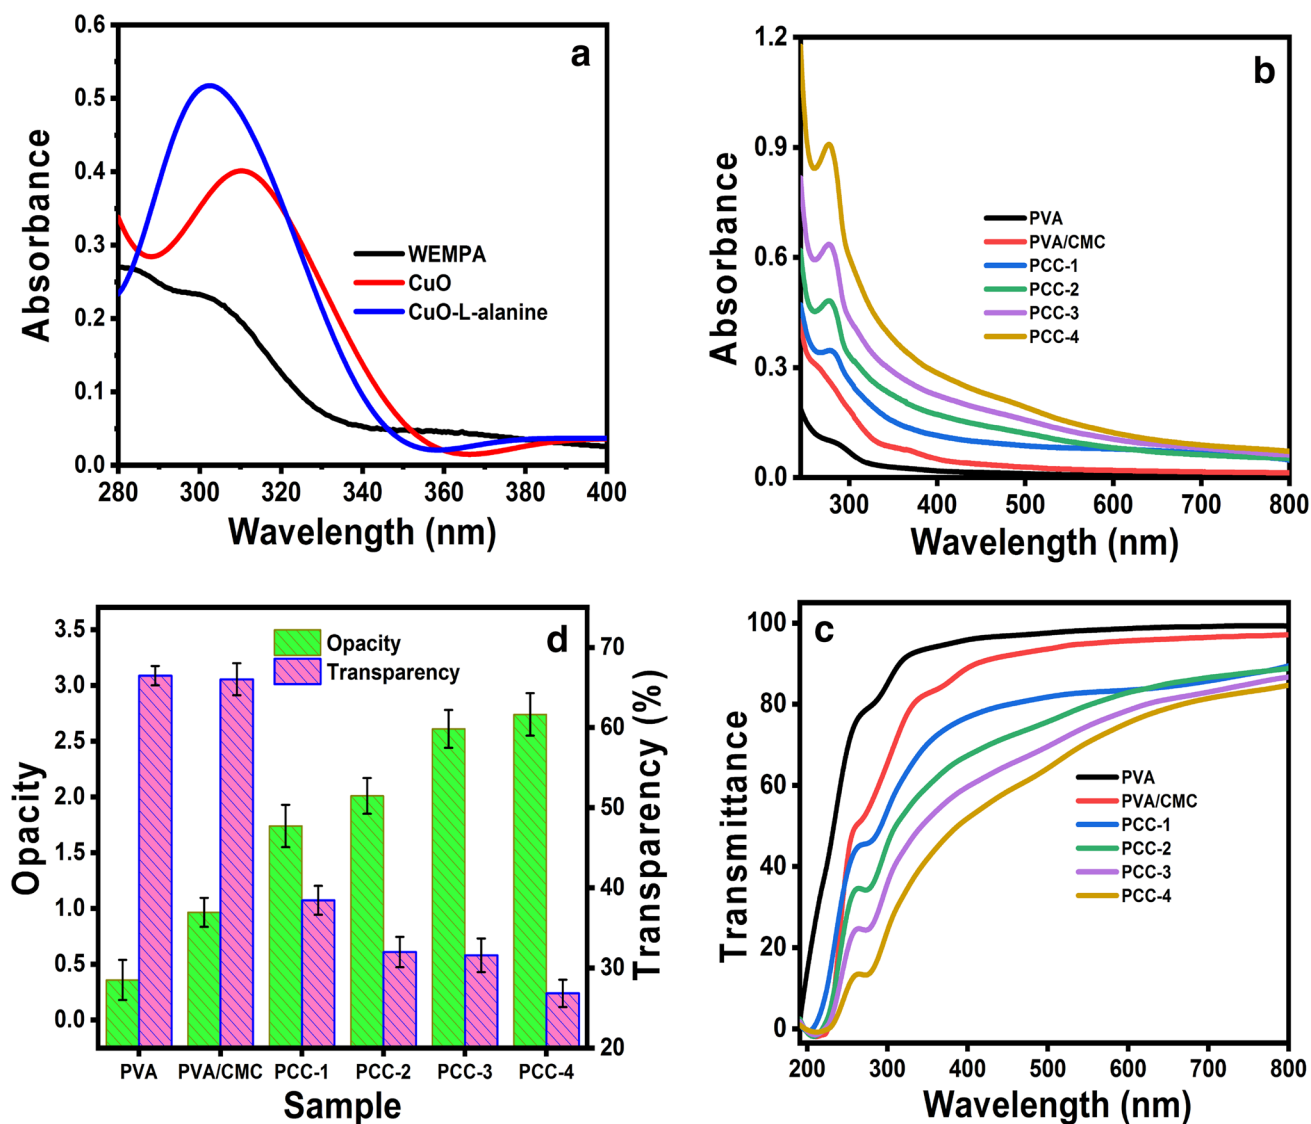 a
0.6
0.5
0.4
0.3
0.2
0.1
0.0
Absorbance
WEMPA
CuO
CuO-L-alanine
280 300 320 340 360 380 400
Wavelength (nm)
b
1.2
0.9
0.6
0.3
0.0
Absorbance
PVA
PVA/CMC
PCC-1
PCC-2
PCC-3
PCC-4
300 400 500 600 700 800
Wavelength (nm)
d
3.5
3.0
2.5
2.0
1.5
1.0
0.5
0.0
Opacity
Opacity
Transparency
70
60
50
40
30
20
Transparency (%)
PVA PVA/CMC PCC-1 PCC-2 PCC-3 PCC-4
Sample
c
100
80
60
40
20
0
Transmittance
PVA
PVA/CMC
PCC-1
PCC-2
PCC-3
PCC-4
200 300 400 500 600 700 800
Wavelength (nm)